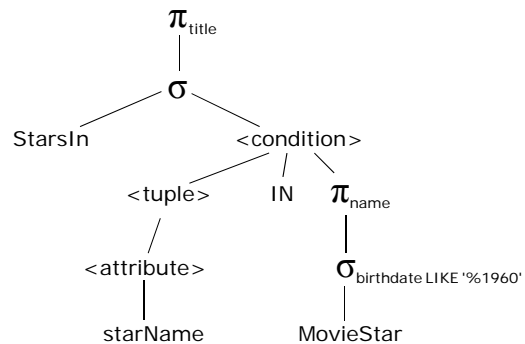 π title
σ
StarsIn <condition>
<tuple> IN π name
<attribute> σ birthdate LIKE '%1960'
starName MovieStar